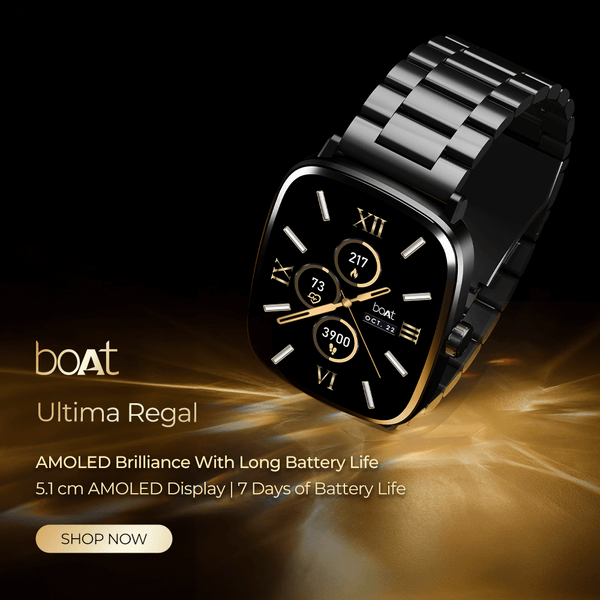 XII
217
73
IX
boAt
OCT. 22
III
3900
VI
boAt
Ultima Regal
AMOLED Brilliance With Long Battery Life
5.1 cm AMOLED Display | 7 Days of Battery Life
SHOP NOW